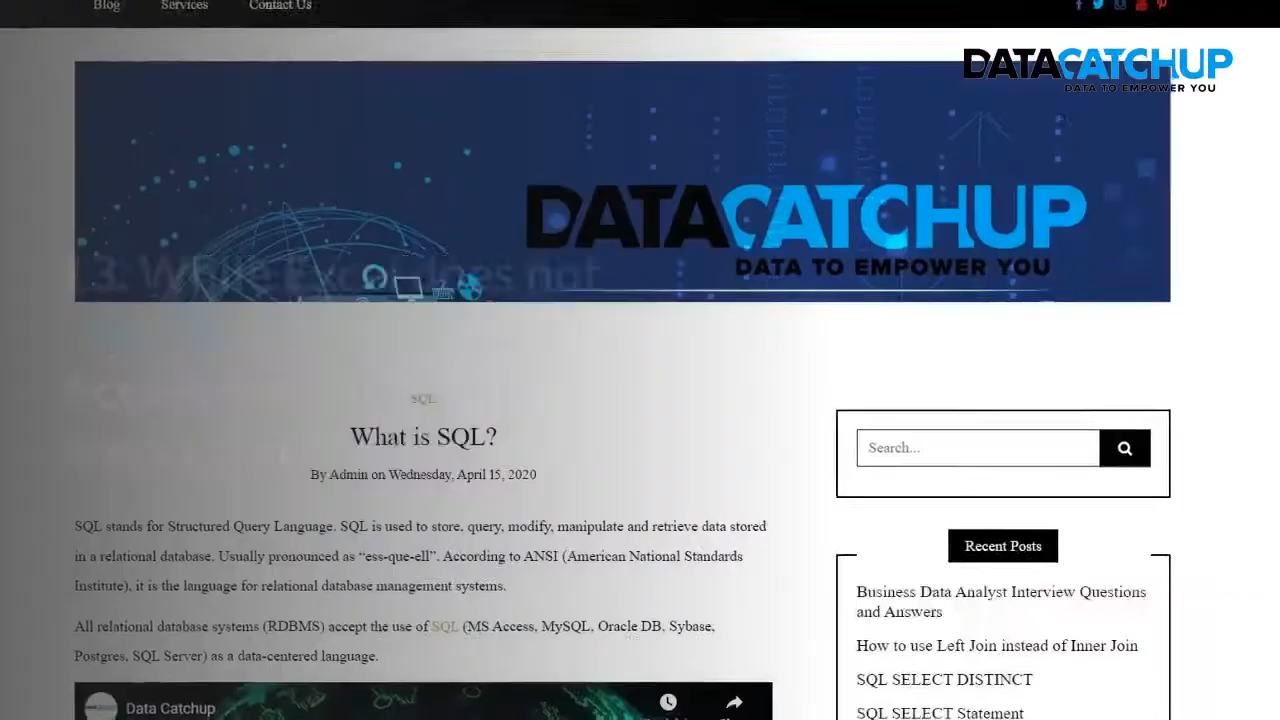 Blog Services Contact Us
DATACATCHUP
DATA TO EMPOWER YOU
DATACATCHUP
DATA TO EMPOWER YOU
SQL
What is SQL?
By Admin on Wednesday, April 15, 2020
SQL stands for Structured Query Language. SQL is used to store, query, modify, manipulate and retrieve data stored
in a relational database. Usually pronounced as “ess-que-ell”. According to ANSI (American National Standards
Institute), it is the language for relational database management systems.
All relational database systems (RDBMS) accept the use of SQL (MS Access, MySQL, Oracle DB, Sybase,
Postgres, SQL Server) as a data-centered language.
Data Catchup
Search...
Recent Posts
Business Data Analyst Interview Questions
and Answers
How to use Left Join instead of Inner Join
SQL SELECT DISTINCT
SQL SELECT Statement